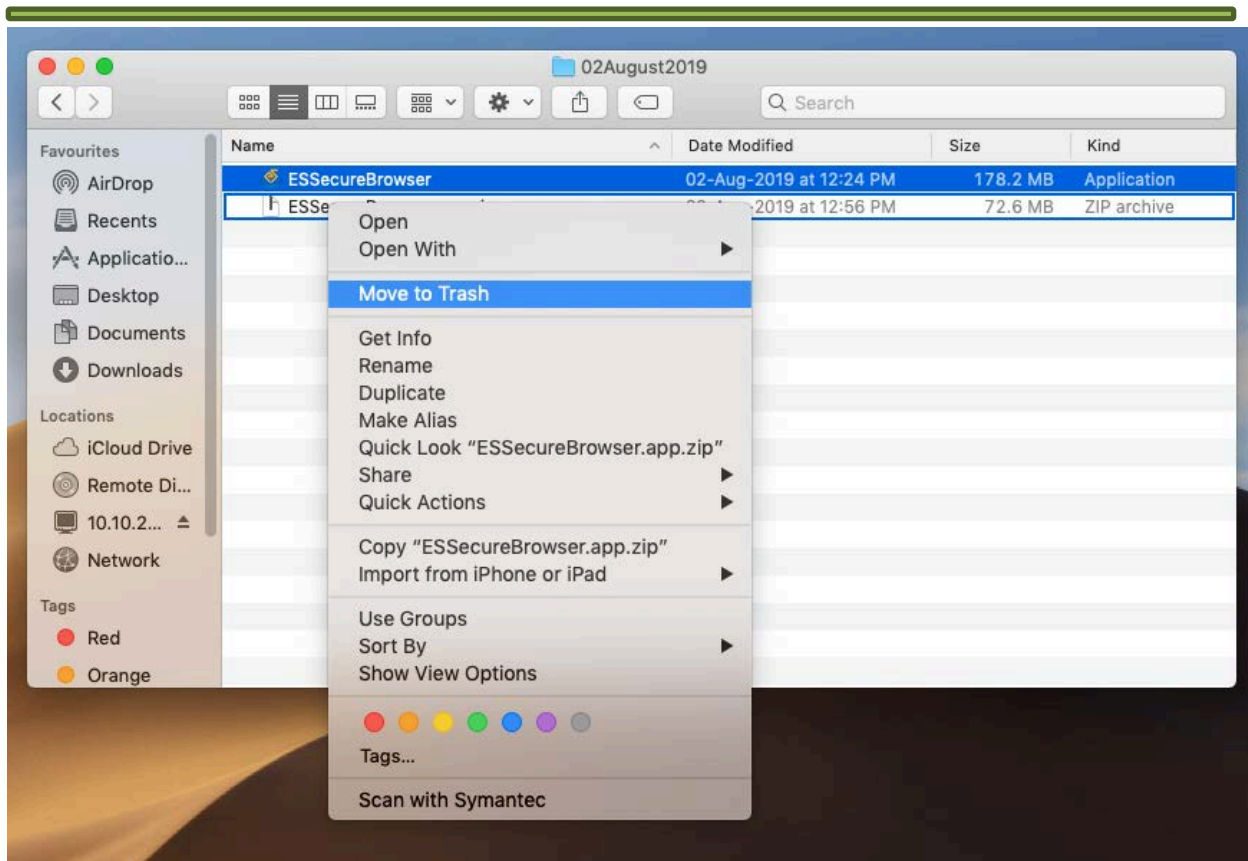 02August2019
Search
Favourites
AirDrop
Recents
Applicatio...
Desktop
Documents
Downloads
Locations
iCloud Drive
Remote Di...
10.10.2...
Network
Tags
Red
Orange
Name Date Modified Size Kind
ESSecureBrowser 02-Aug-2019 at 12:24 PM 178.2 MB Application
-2019 at 12:56 PM 72.6 MB ZIP archive
Open
Open With
Move to Trash
Get Info
Rename
Duplicate
Make Alias
Quick Look “ESSecureBrowser.app.zip”
Share
Quick Actions
Copy “ESSecureBrowser.app.zip”
Import from iPhone or iPad
Use Groups
Sort By
Show View Options
Tags...
Scan with Symantec